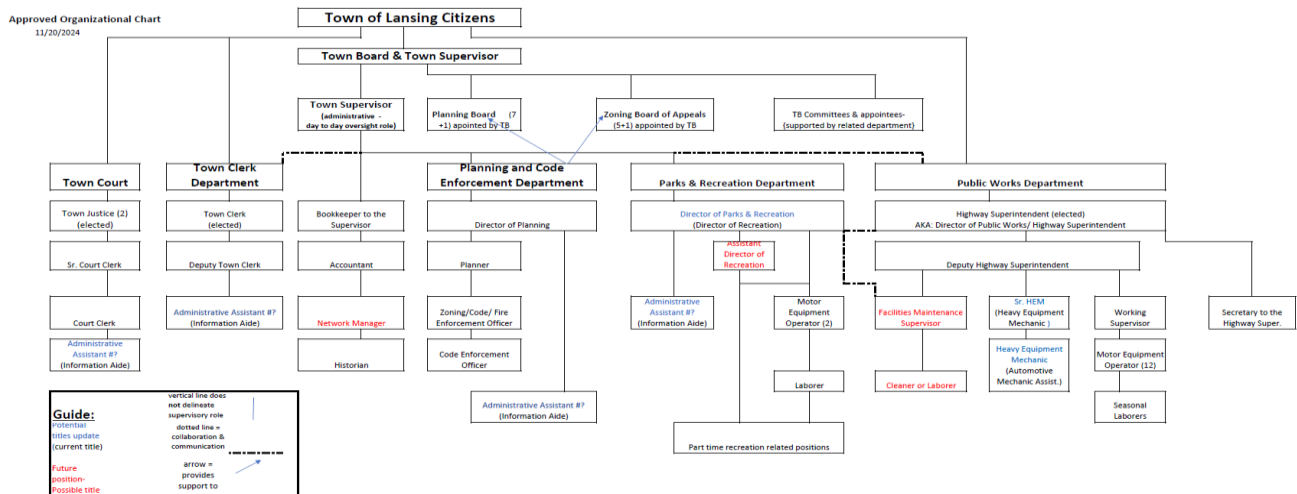 Approved Organizational Chart
11/20/2024
Town of Lansing Citizens
Town Board & Town Supervisor
Town Supervisor
(administrative -
day to day oversight role)
Planning Board (7
+1) apointed by TB
Zoning Board of Appeals
(5+1) appointed by TB
TB Committees & appointees-
(supported by related department)
Town Court
Town Clerk
Department
Planning and Code
Enforcement Department
Parks & Recreation Department
Public Works Department
Town Justice (2)
(elected)
Town Clerk
(elected)
Bookkeeper to the
Supervisor
Director of Planning
Director of Parks & Recreation
(Director of Recreation)
Highway Superintendent (elected)
AKA: Director of Public Works/ Highway Superintendent
Sr. Court Clerk
Deputy Town Clerk
Accountant
Planner
Assistant
Director of
Recreation
Deputy Highway Superintendent
Court Clerk
Administrative Assistant #?
(Information Aide)
Network Manager
Zoning/Code/ Fire
Enforcement Officer
Administrative
Assistant #?
(Information Aide)
Motor
Equipment
Operator (2)
Facilities Maintenance
Supervisor
Sr. HEM
(Heavy Equipment
Mechanic )
Working
Supervisor
Secretary to the
Highway Super.
Administrative
Assistant #?
(Information Aide)
Historian
Code Enforcement
Officer
Laborer
Cleaner or Laborer
Heavy Equipment
Mechanic
(Automotive
Mechanic Assist.)
Motor Equipment
Operator (12)
Administrative Assistant #?
(Information Aide)
Seasonal
Laborers
Part time recreation related positions
Guide:
Potential
titles update
(current title)
Future
position-
Possible title
vertical line does
not delineate
supervisory role
dotted line =
collaboration &
communication
arrow =
provides
support to